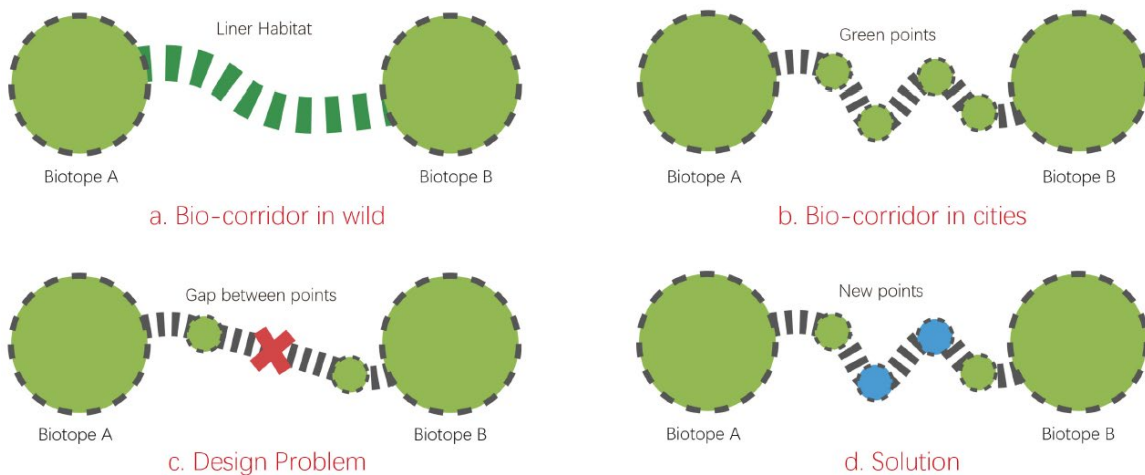 Liner Habitat
Biotope A
Biotope B
a. Bio-corridor in wild
Green points
Biotope A
Biotope B
b. Bio-corridor in cities
Gap between points
Biotope A
Biotope B
c. Design Problem
New points
Biotope A
Biotope B
d. Solution